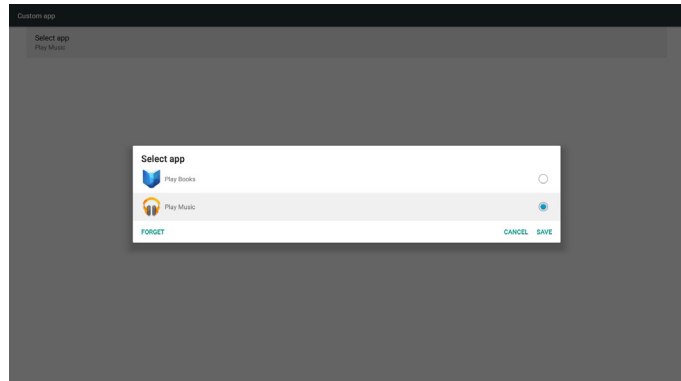 Custom app
Select app
Play Music
Select app
Play Books
Play Music
FORGET CANCEL SAVE